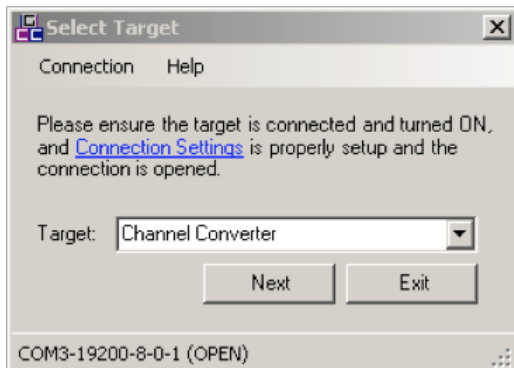 Select Target
Connection Help
Please ensure the target is connected and turned ON,
and Connection Settings is properly setup and the
connection is opened.
Target: Channel Converter
Next Exit
COM3-19200-8-0-1 (OPEN)